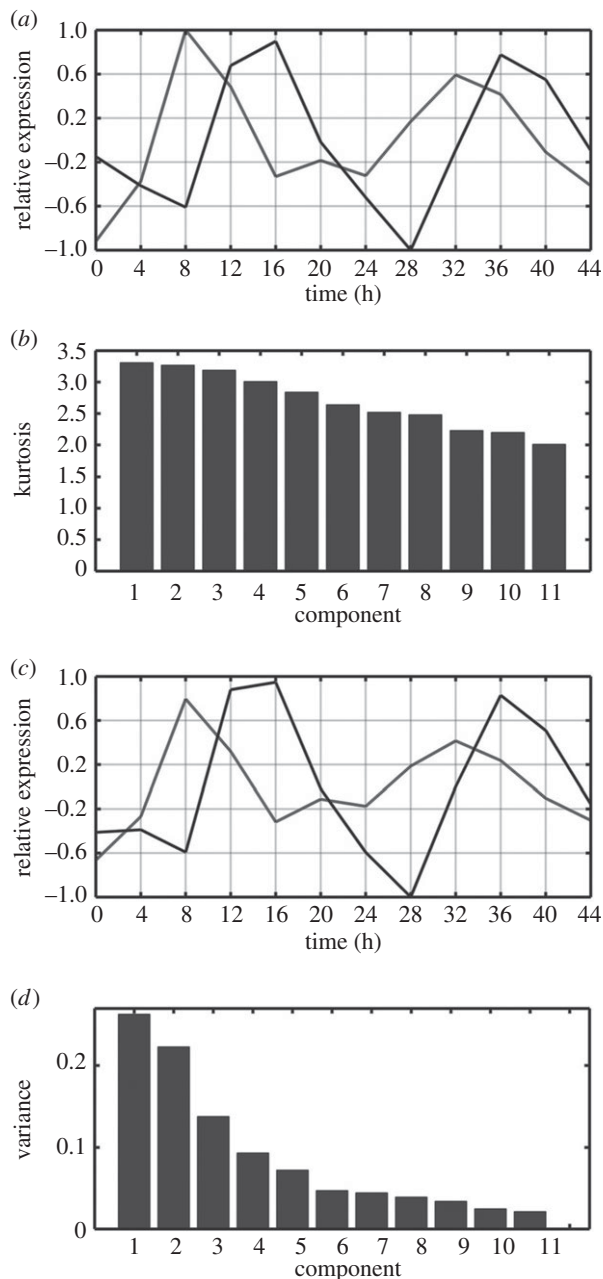 (a)
1.0
0.6
0.2
–0.2
–0.6
–1.0
relative expression
0 4 8 12 16 20 24 28 32 36 40 44
time (h)
(b)
3.5
3.0
2.5
2.0
1.5
1.0
0.5
0
kurtosis
1 2 3 4 5 6 7 8 9 10 11
component
(c)
1.0
0.6
0.2
–0.2
–0.6
–1.0
relative expression
0 4 8 12 16 20 24 28 32 36 40 44
time (h)
(d)
0.2
0.1
0
variance
1 2 3 4 5 6 7 8 9 10 11
component